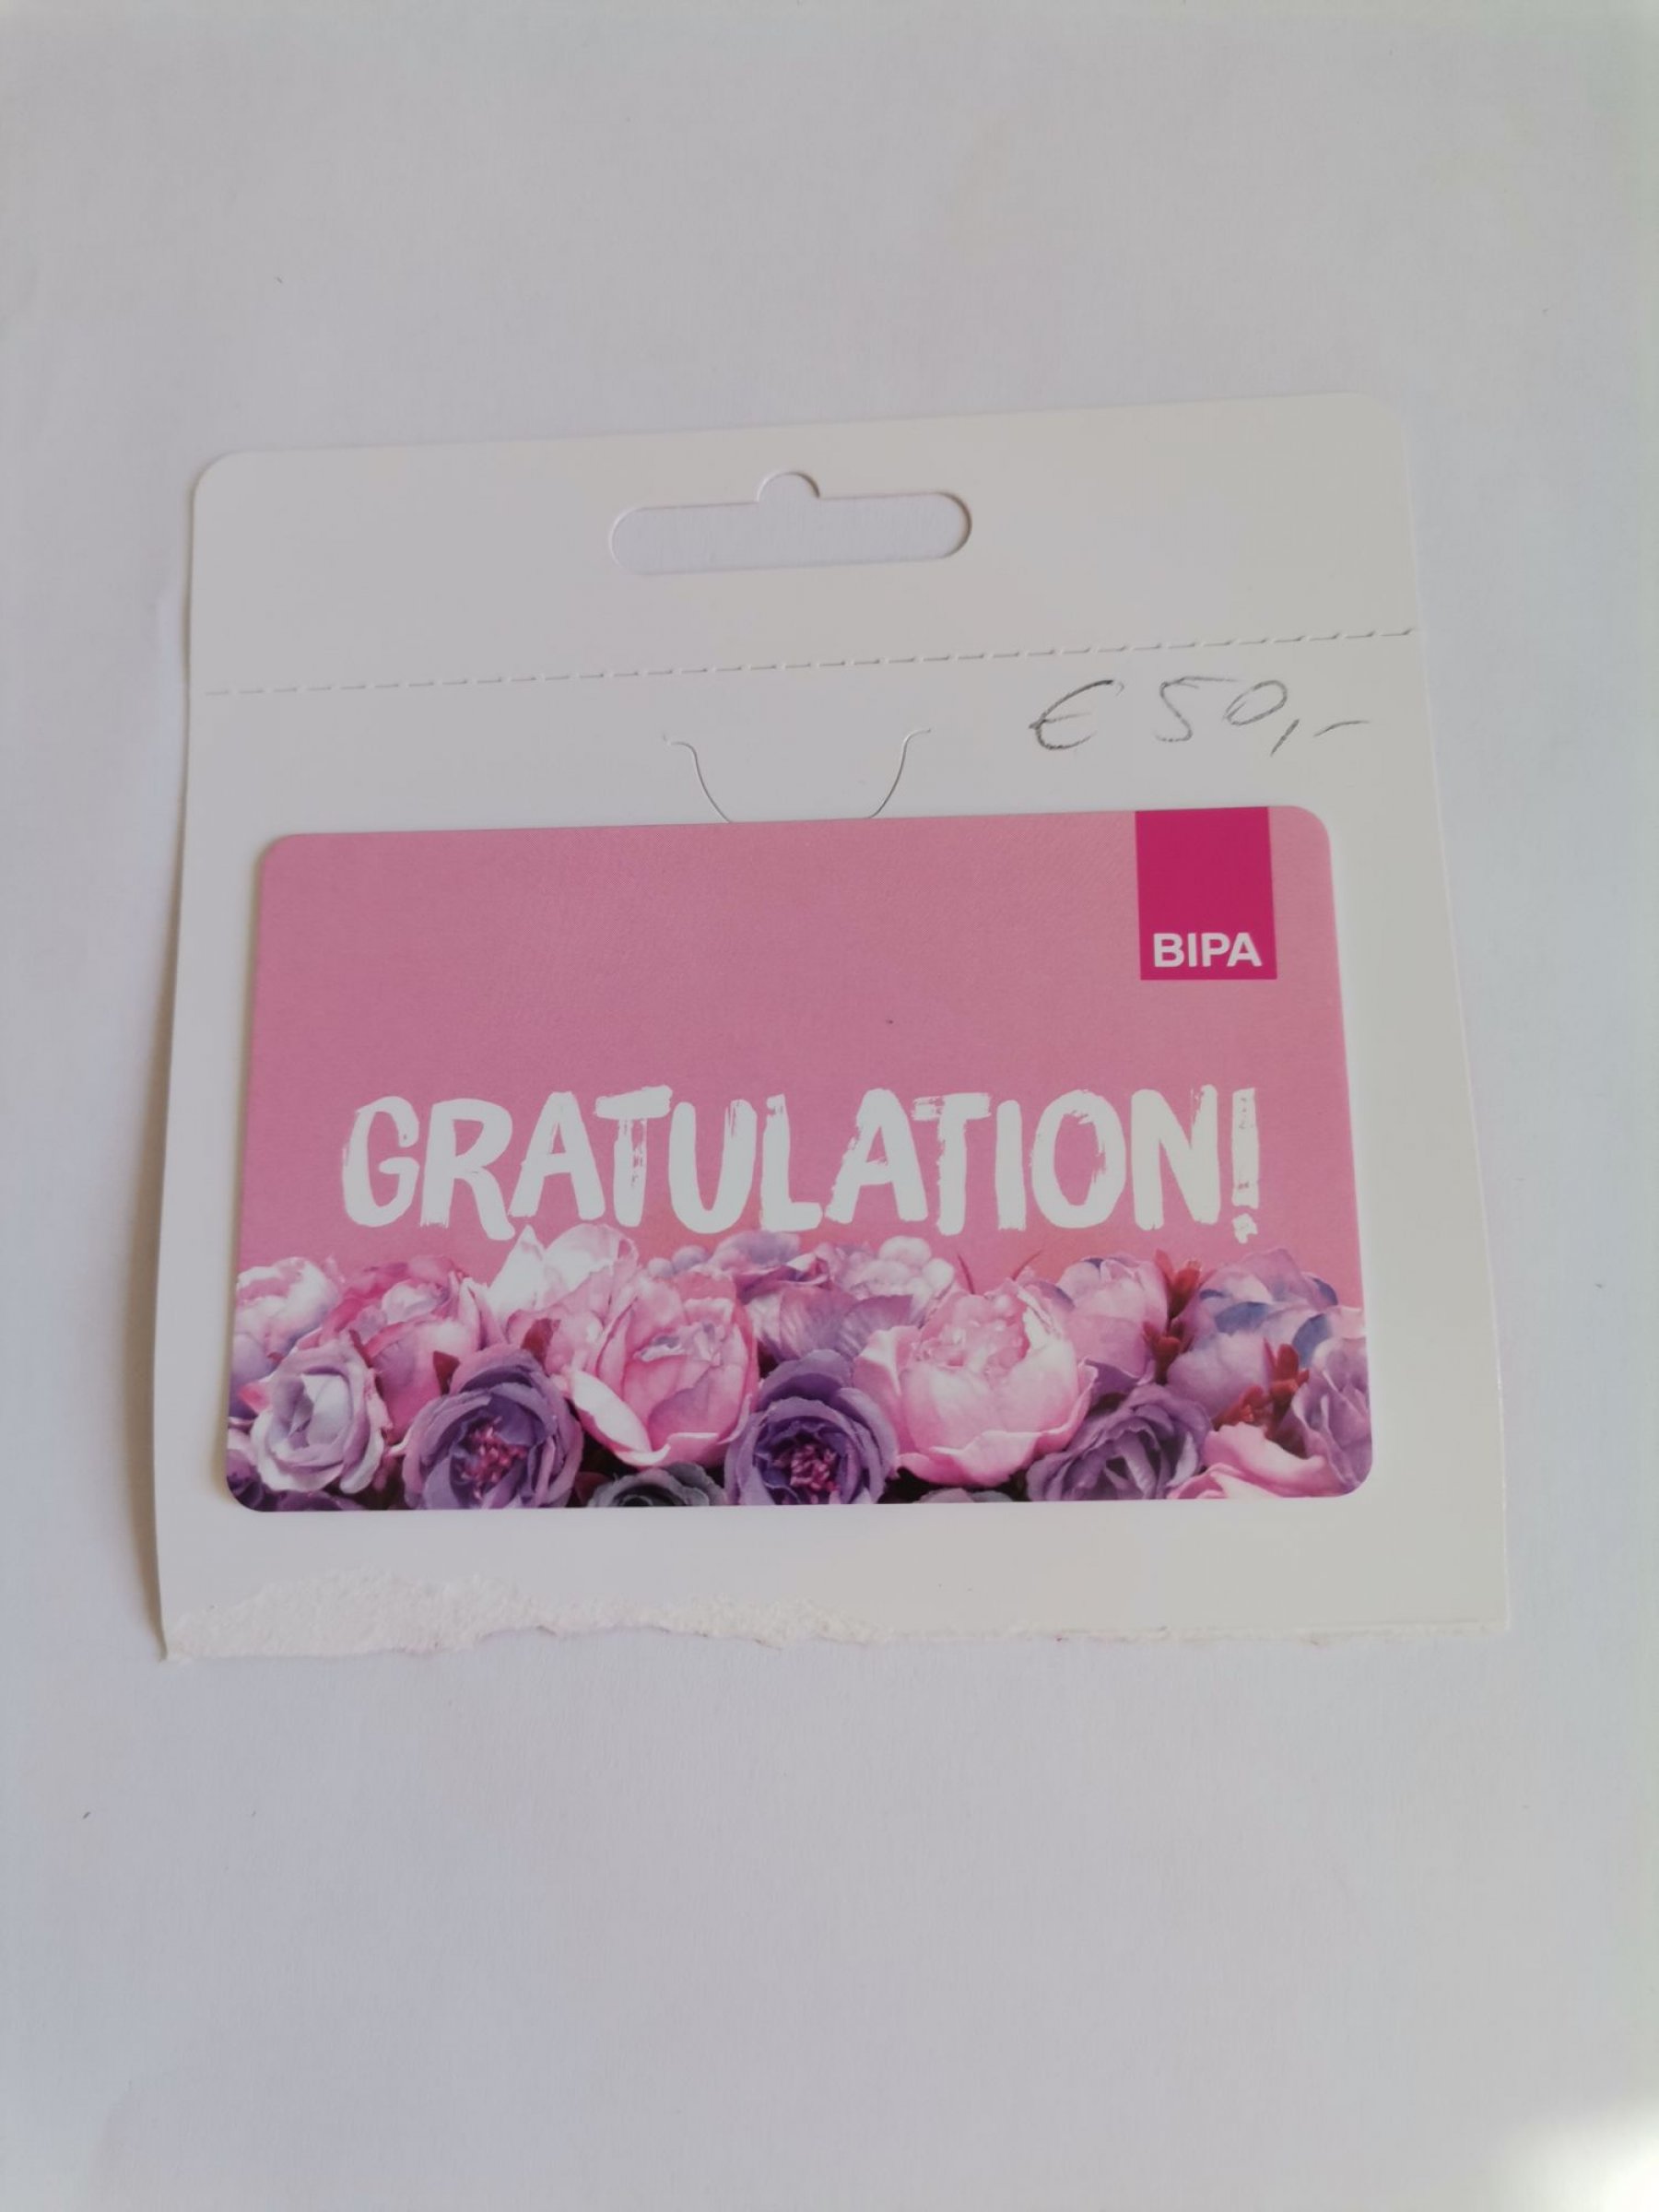 € 50,-
BIPA
GRATULATION!